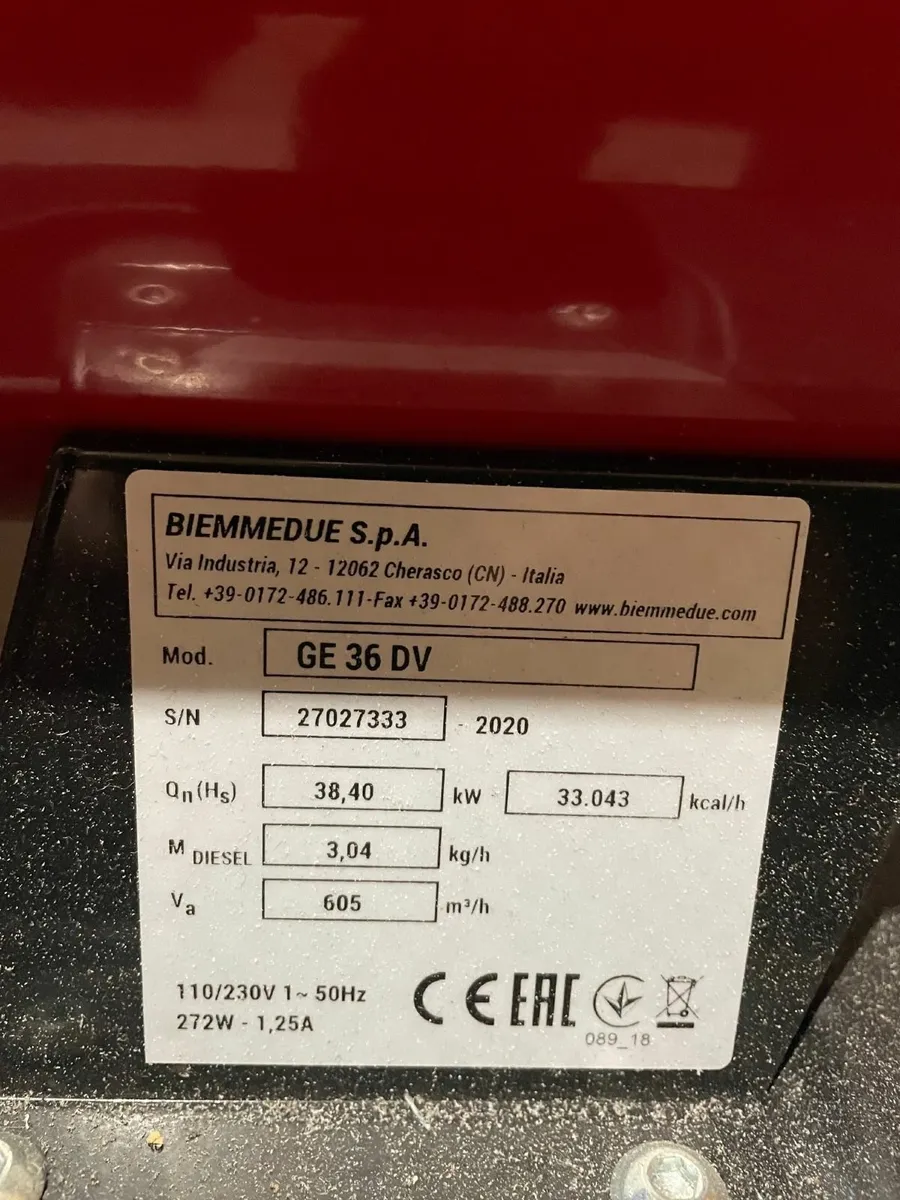 BIEMMEDUE S.p.A.
Via Industria, 12 - 12062 Cherasco (CN) - Italia
Tel. +39-0172-486.111-Fax +39-0172-488.270 www.biemmedue.com
Mod. GE 36 DV
S/N 27027333 - 2020
Qn(Hs) 38,40 kW 33.043 kcal/h
M DIESEL 3,04 kg/h
Va 605 m³/h
110/230V 1~ 50Hz
272W - 1,25A
CE EAC
089_18